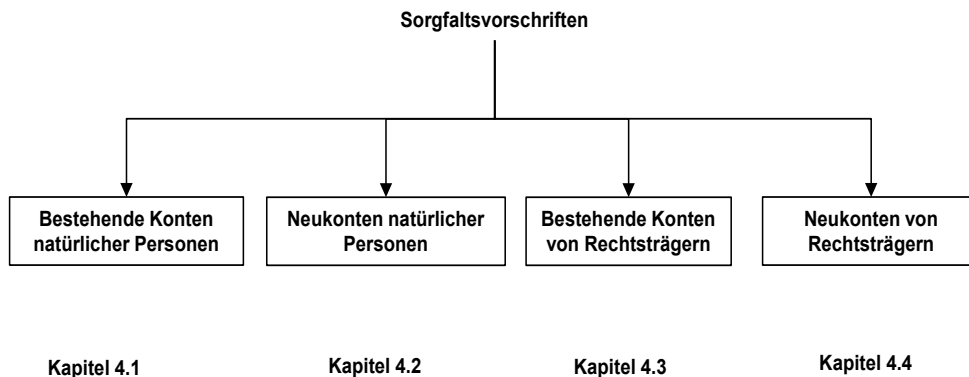 Sorgfaltsvorschriften
Bestehende Konten
natürlicher Personen
Neukonten natürlicher
Personen
Bestehende Konten
von Rechtsträgern
Neukonten von
Rechtsträgern
Kapitel 4.1
Kapitel 4.2
Kapitel 4.3
Kapitel 4.4